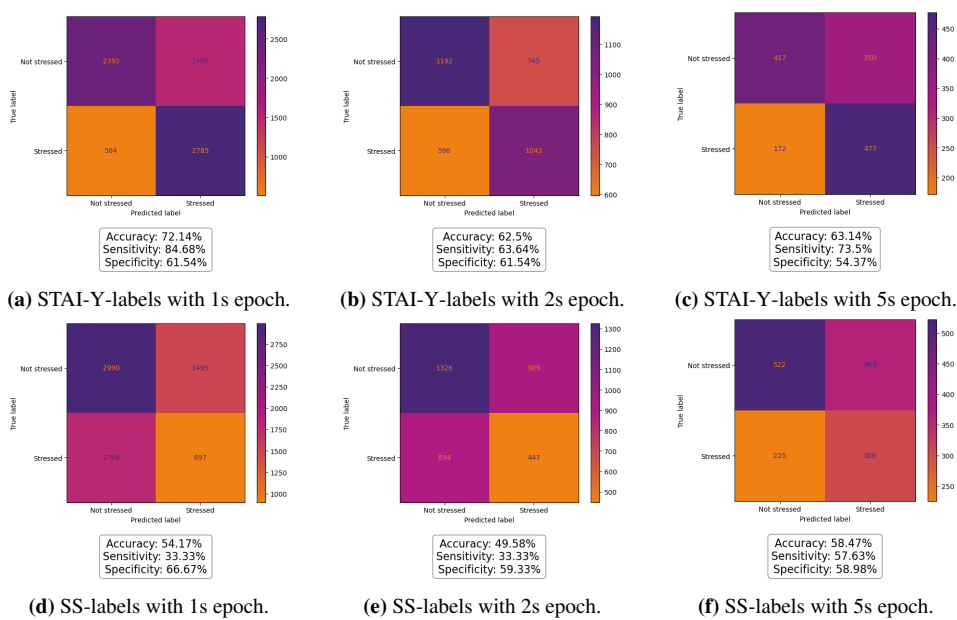 2500
2000
1500
1000
Not stressed
2392
1495
True label
Stressed
504
2785
Not stressed
Stressed
Predicted label
Accuracy: 72.14%
Sensitivity: 84.68%
Specificity: 61.54%
(a) STAI-Y-labels with 1s epoch.
1100
1000
900
800
700
600
Not stressed
1192
745
True label
Stressed
596
1043
Not stressed
Stressed
Predicted label
Accuracy: 62.5%
Sensitivity: 63.64%
Specificity: 61.54%
(b) STAI-Y-labels with 2s epoch.
450
400
350
300
250
200
Not stressed
417
350
True label
Stressed
172
477
Not stressed
Stressed
Predicted label
Accuracy: 63.14%
Sensitivity: 73.5%
Specificity: 54.37%
(c) STAI-Y-labels with 5s epoch.
2750
2500
2250
2000
1750
1500
1250
1000
Not stressed
2990
1495
True label
Stressed
1794
897
Not stressed
Stressed
Predicted label
Accuracy: 54.17%
Sensitivity: 33.33%
Specificity: 66.67%
(d) SS-labels with 1s epoch.
1300
1200
1100
1000
900
800
700
600
500
Not stressed
1326
909
True label
Stressed
894
447
Not stressed
Stressed
Predicted label
Accuracy: 49.58%
Sensitivity: 33.33%
Specificity: 59.33%
(e) SS-labels with 2s epoch.
500
450
400
350
300
250
Not stressed
522
363
True label
Stressed
225
306
Not stressed
Stressed
Predicted label
Accuracy: 58.47%
Sensitivity: 57.63%
Specificity: 58.98%
(f) SS-labels with 5s epoch.